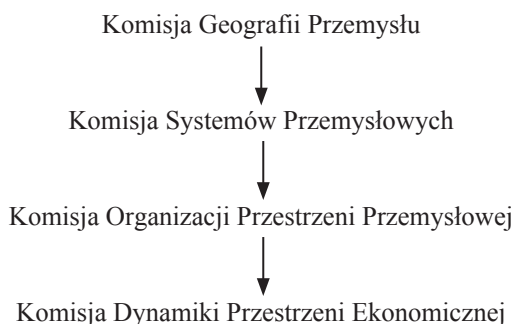 Komisja Geografii Przemysłu
Komisja Systemów Przemysłowych
Komisja Organizacji Przestrzeni Przemysłowej
Komisja Dynamiki Przestrzeni Ekonomicznej